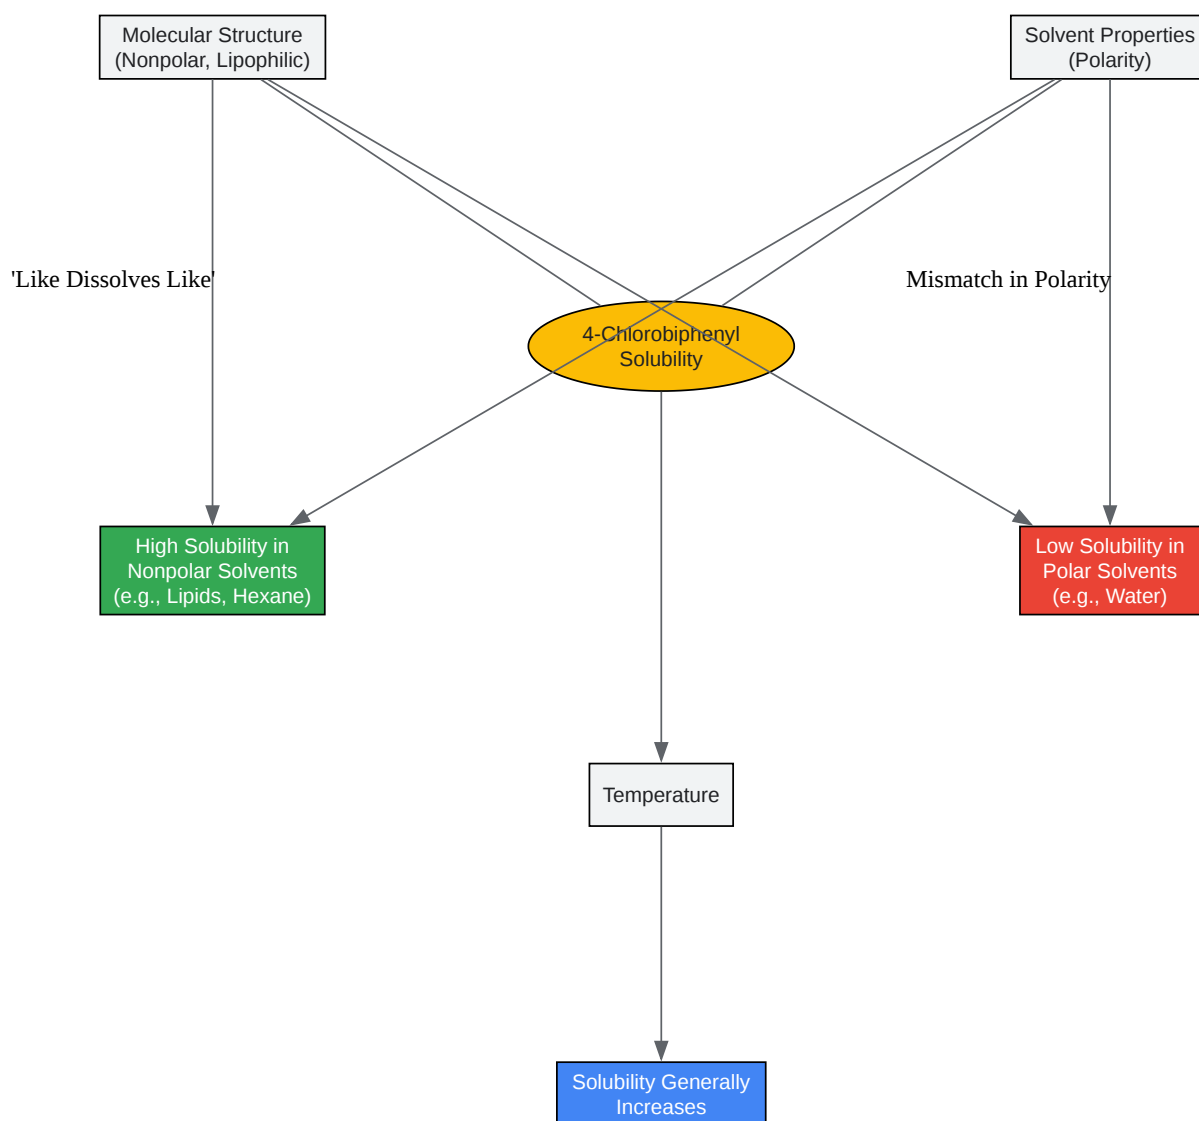 Molecular Structure
(Nonpolar, Lipophilic)
Solvent Properties
(Polarity)
'Like Dissolves Like'
Mismatch in Polarity
4-Chlorobiphenyl
Solubility
High Solubility in
Nonpolar Solvents
(e.g., Lipids, Hexane)
Low Solubility in
Polar Solvents
(e.g., Water)
Temperature
Solubility Generally
Increases